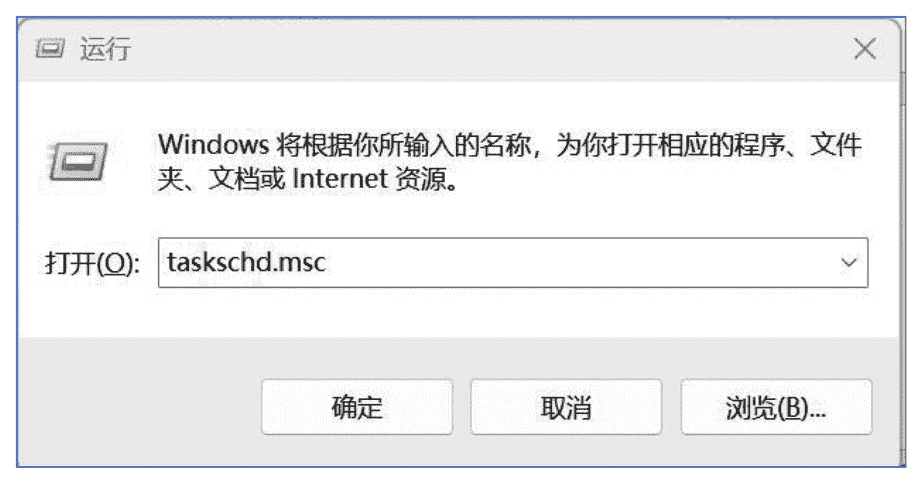 运行
Windows 将根据你所输入的名称，为你打开相应的程序、文件
夹、文档或 Internet 资源。
打开(O):
taskschd.msc
确定
取消
浏览(B)...